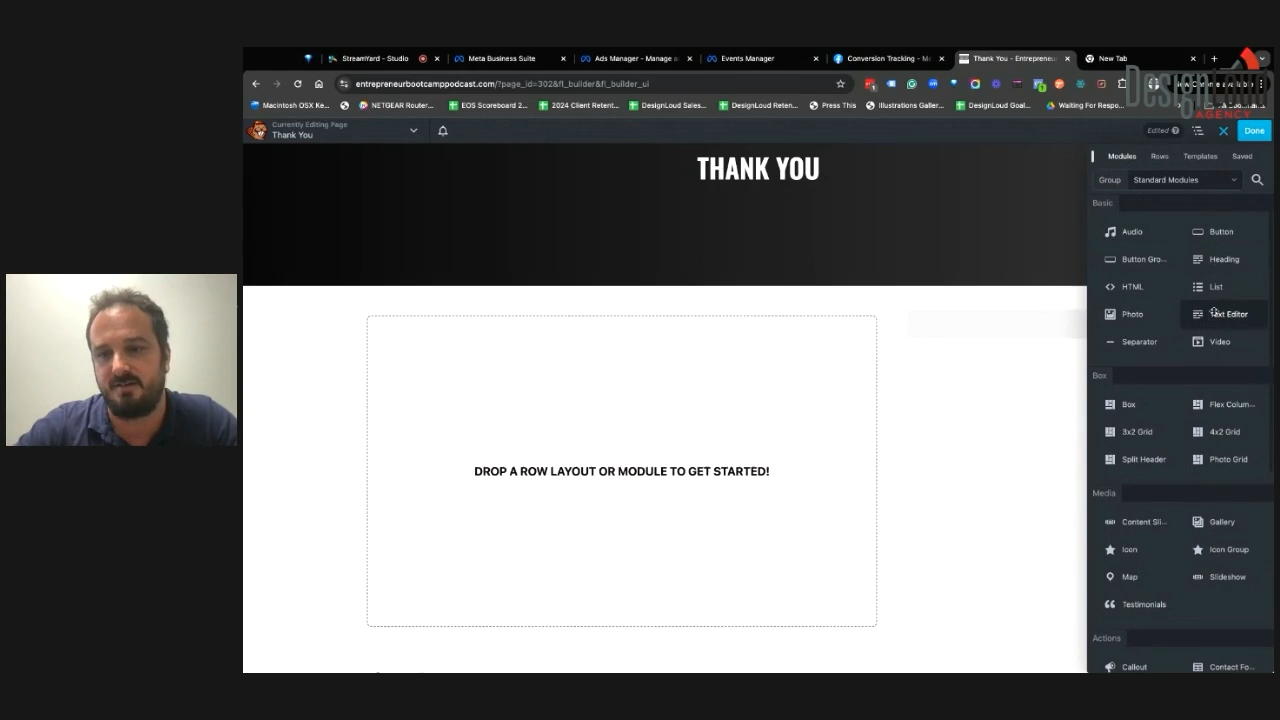 StreamYard - Studio
Meta Business Suite
Ads Manager - Manage a
Events Manager
Conversion Tracking - Me
Thank You - Entrepreneur
New Tab
entrepreneurbootcamppodcast.com/?page_id=302&fl_builder&fl_builder_ui
Macintosh OSX Ke...
NETGEAR Router...
EOS Scoreboard 2...
2024 Client Retent...
DesignLoud Sales...
DesignLoud Reten...
Press This
Illustrations Galler...
DesignLoud Goal...
Waiting For Respo...
AGENCY
Currently Editing Page
Thank You
Edited
Done
THANK YOU
Modules Rows Templates Saved
Group Standard Modules
Basic
Audio Button
Button Gro... Heading
HTML List
Photo Text Editor
Separator Video
Box
Box Flex Colum...
3x2 Grid 4x2 Grid
Split Header Photo Grid
DROP A ROW LAYOUT OR MODULE TO GET STARTED!
Media
Content Sli... Gallery
Icon Icon Group
Map Slideshow
Testimonials
Actions
Callout Contact Fo...